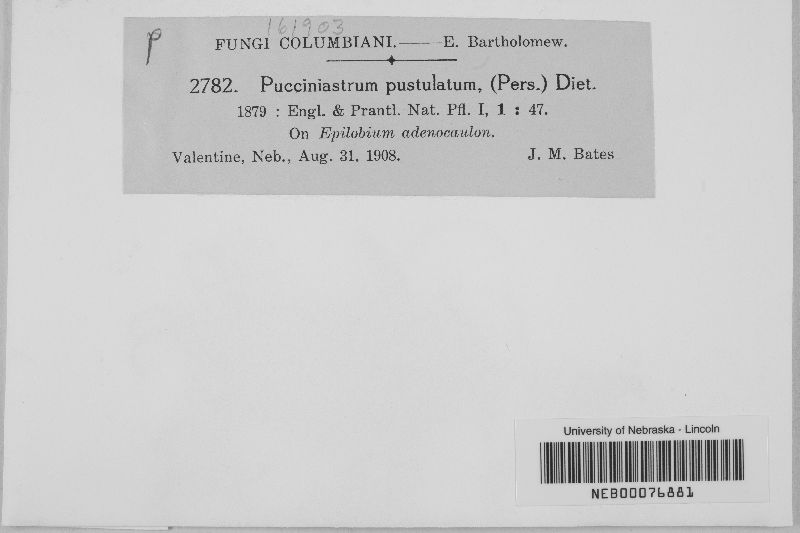 161903
p
FUNGI COLUMBIANI.—— -E. Bartholomew.
2782. Pucciniastrum pustulatum, (Pers.) Diet.
1879 : Engl. & Prantl. Nat. Pfl. I, 1 : 47.
On Epilobium adenocaulon.
Valentine, Neb., Aug. 31, 1908. J. M. Bates
University of Nebraska - Lincoln
NEB00076881